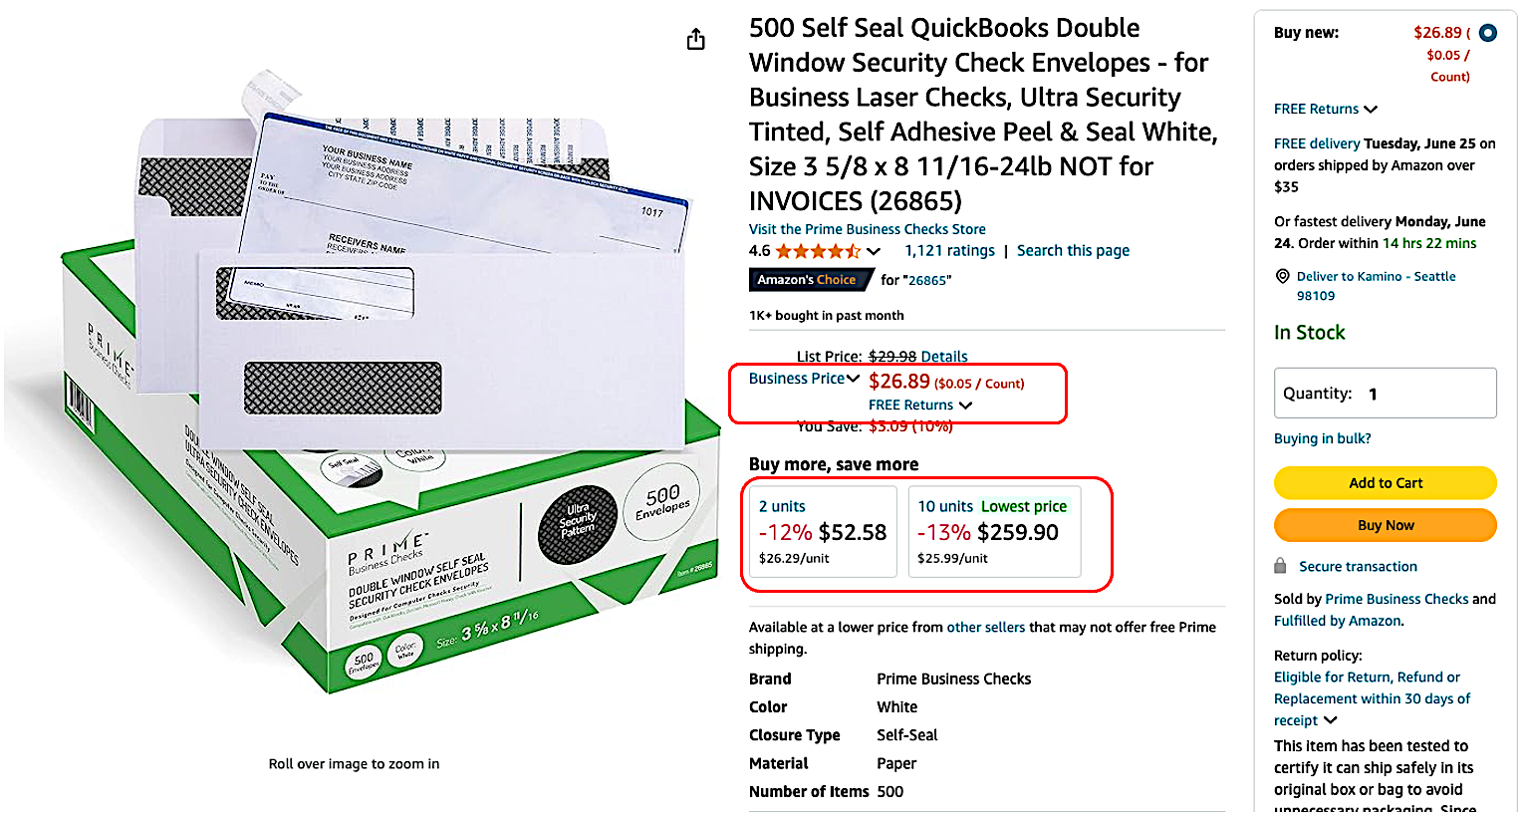 500 Self Seal QuickBooks Double
Window Security Check Envelopes - for
Business Laser Checks, Ultra Security
Tinted, Self Adhesive Peel & Seal White,
Size 3 5/8 x 8 11/16-24lb NOT for
INVOICES (26865)
Visit the Prime Business Checks Store
4.6
1,121 ratings | Search this page
Amazon's Choice for "26865"
1K+ bought in past month
List Price: $29.98 Details
Business Price $26.89 ($0.05 / Count)
FREE Returns
You Save: $3.09 (10%)
Buy more, save more
2 units
-12% $52.58
$26.29/unit
10 units Lowest price
-13% $259.90
$25.99/unit
Available at a lower price from other sellers that may not offer free Prime
shipping.
Brand Prime Business Checks
Color White
Closure Type Self-Seal
Material Paper
Number of Items 500
Buy new: $26.89 (
$0.05 /
Count)
FREE Returns
FREE delivery Tuesday, June 25 on
orders shipped by Amazon over
$35
Or fastest delivery Monday, June
24. Order within 14 hrs 22 mins
Deliver to Kamino - Seattle
98109
In Stock
Quantity: 1
Buying in bulk?
Add to Cart
Buy Now
Secure transaction
Sold by Prime Business Checks and
Fulfilled by Amazon.
Return policy:
Eligible for Return, Refund or
Replacement within 30 days of
receipt
This item has been tested to
certify it can ship safely in its
original box or bag to avoid
unnecessary packaging. Since
YOUR BUSINESS NAME
YOUR BUSINESS ADDRESS
YOUR BUSINESS ADDRESS
CITY STATE ZIP CODE
PAY
TO THE
ORDER OF
1017
RECEIVERS NAME
MEMO
PRIME
Business Checks
DOUBLE WINDOW SELF SEAL
ULTRA SECURITY CHECK ENVELOPES
Self Seal
Color:
White
PRIME™
Business Checks
DOUBLE WINDOW SELF SEAL
SECURITY CHECK ENVELOPES
Designed for Computer Checks Security
Ultra
Security
Pattern
500
Envelopes
Item # 26865
500
Envelopes
Color:
White
Size: 3 5/8 x 8 11/16
Roll over image to zoom in